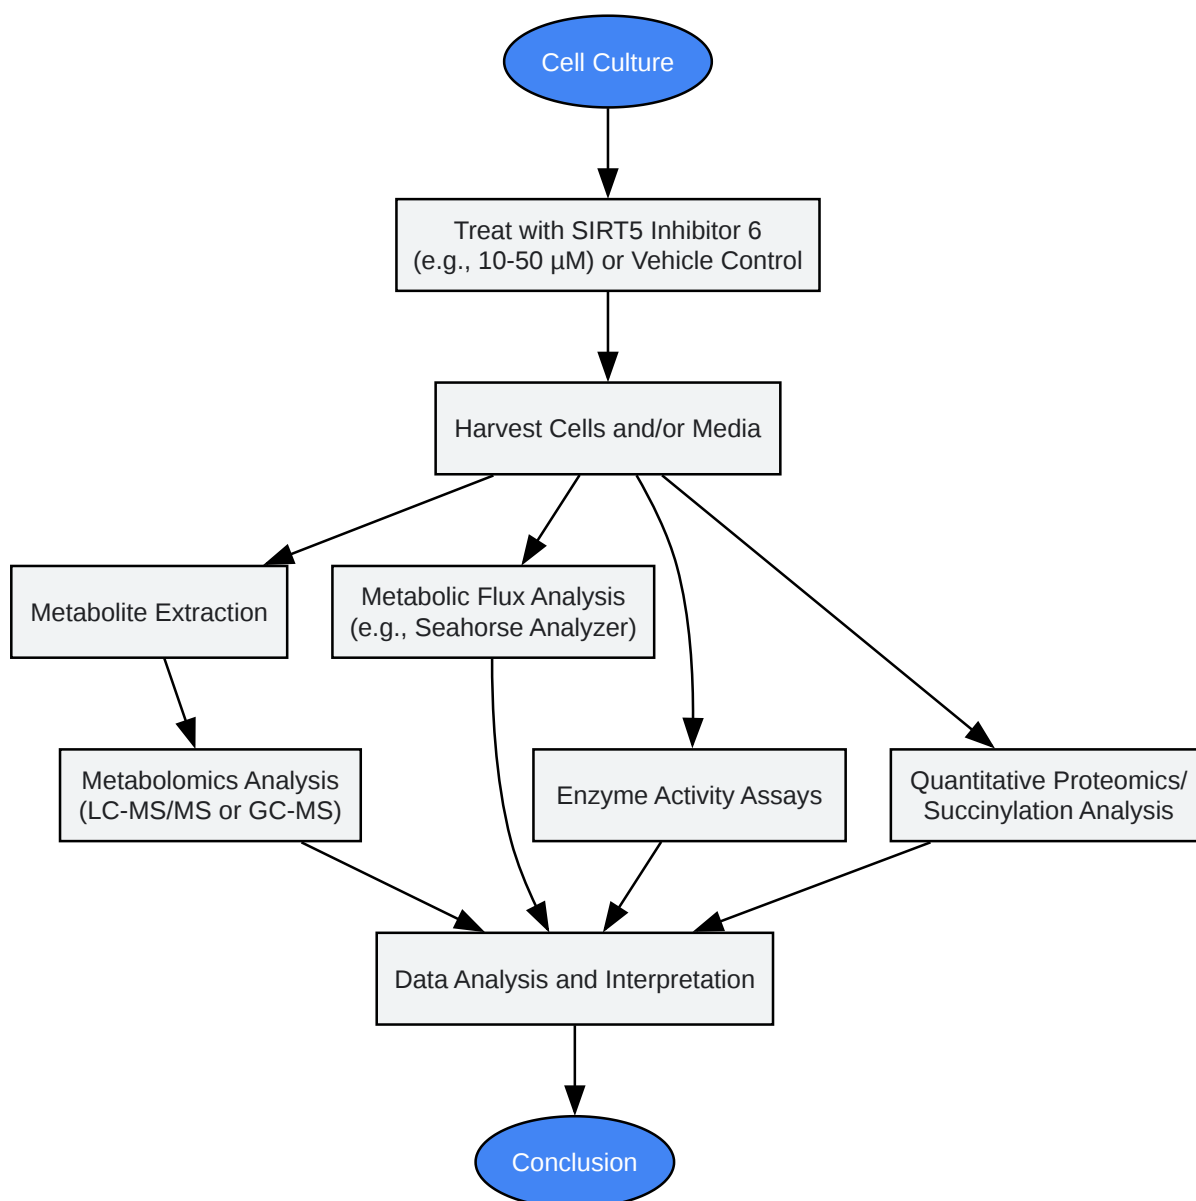 Cell Culture
Treat with SIRT5 Inhibitor 6
(e.g., 10-50 µM) or Vehicle Control
Harvest Cells and/or Media
Metabolite Extraction
Metabolic Flux Analysis
(e.g., Seahorse Analyzer)
Metabolomics Analysis
(LC-MS/MS or GC-MS)
Enzyme Activity Assays
Quantitative Proteomics/
Succinylation Analysis
Data Analysis and Interpretation
Conclusion